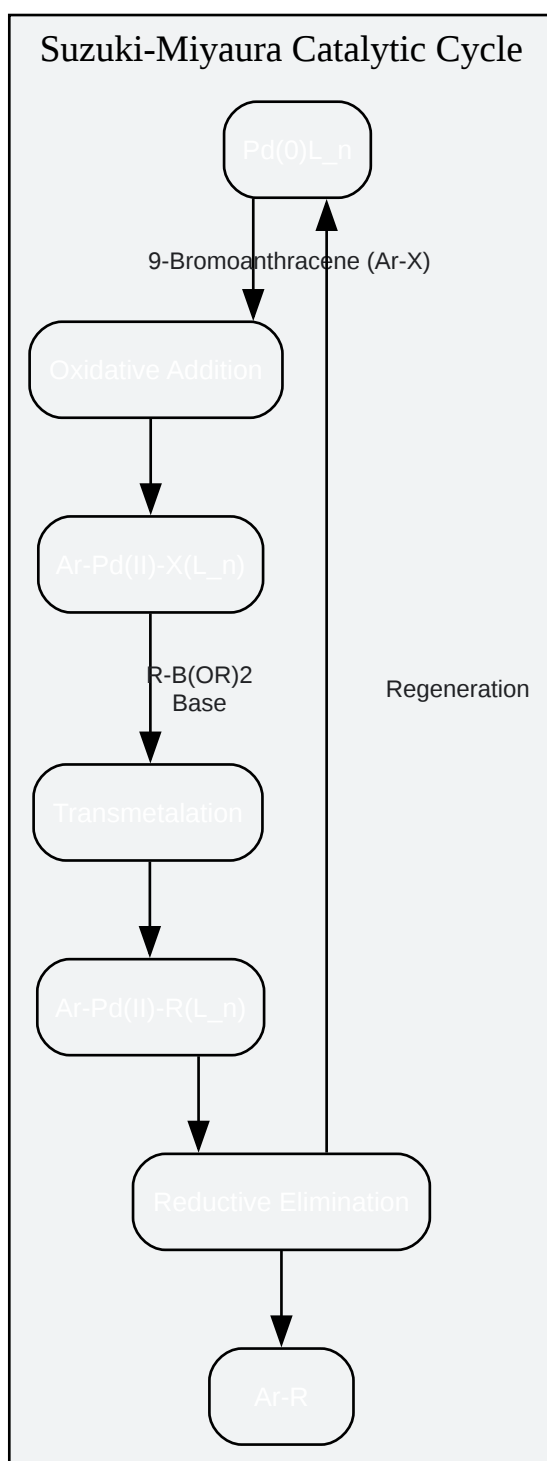 Suzuki-Miyaura Catalytic Cycle
Pd(0)L_n
9-Bromoanthracene (Ar-X)
Oxidative Addition
Ar-Pd(II)-X(L_n)
R-B(OR)2
Base
Regeneration
Transmetalation
Ar-Pd(II)-R(L_n)
Reductive Elimination
Ar-R